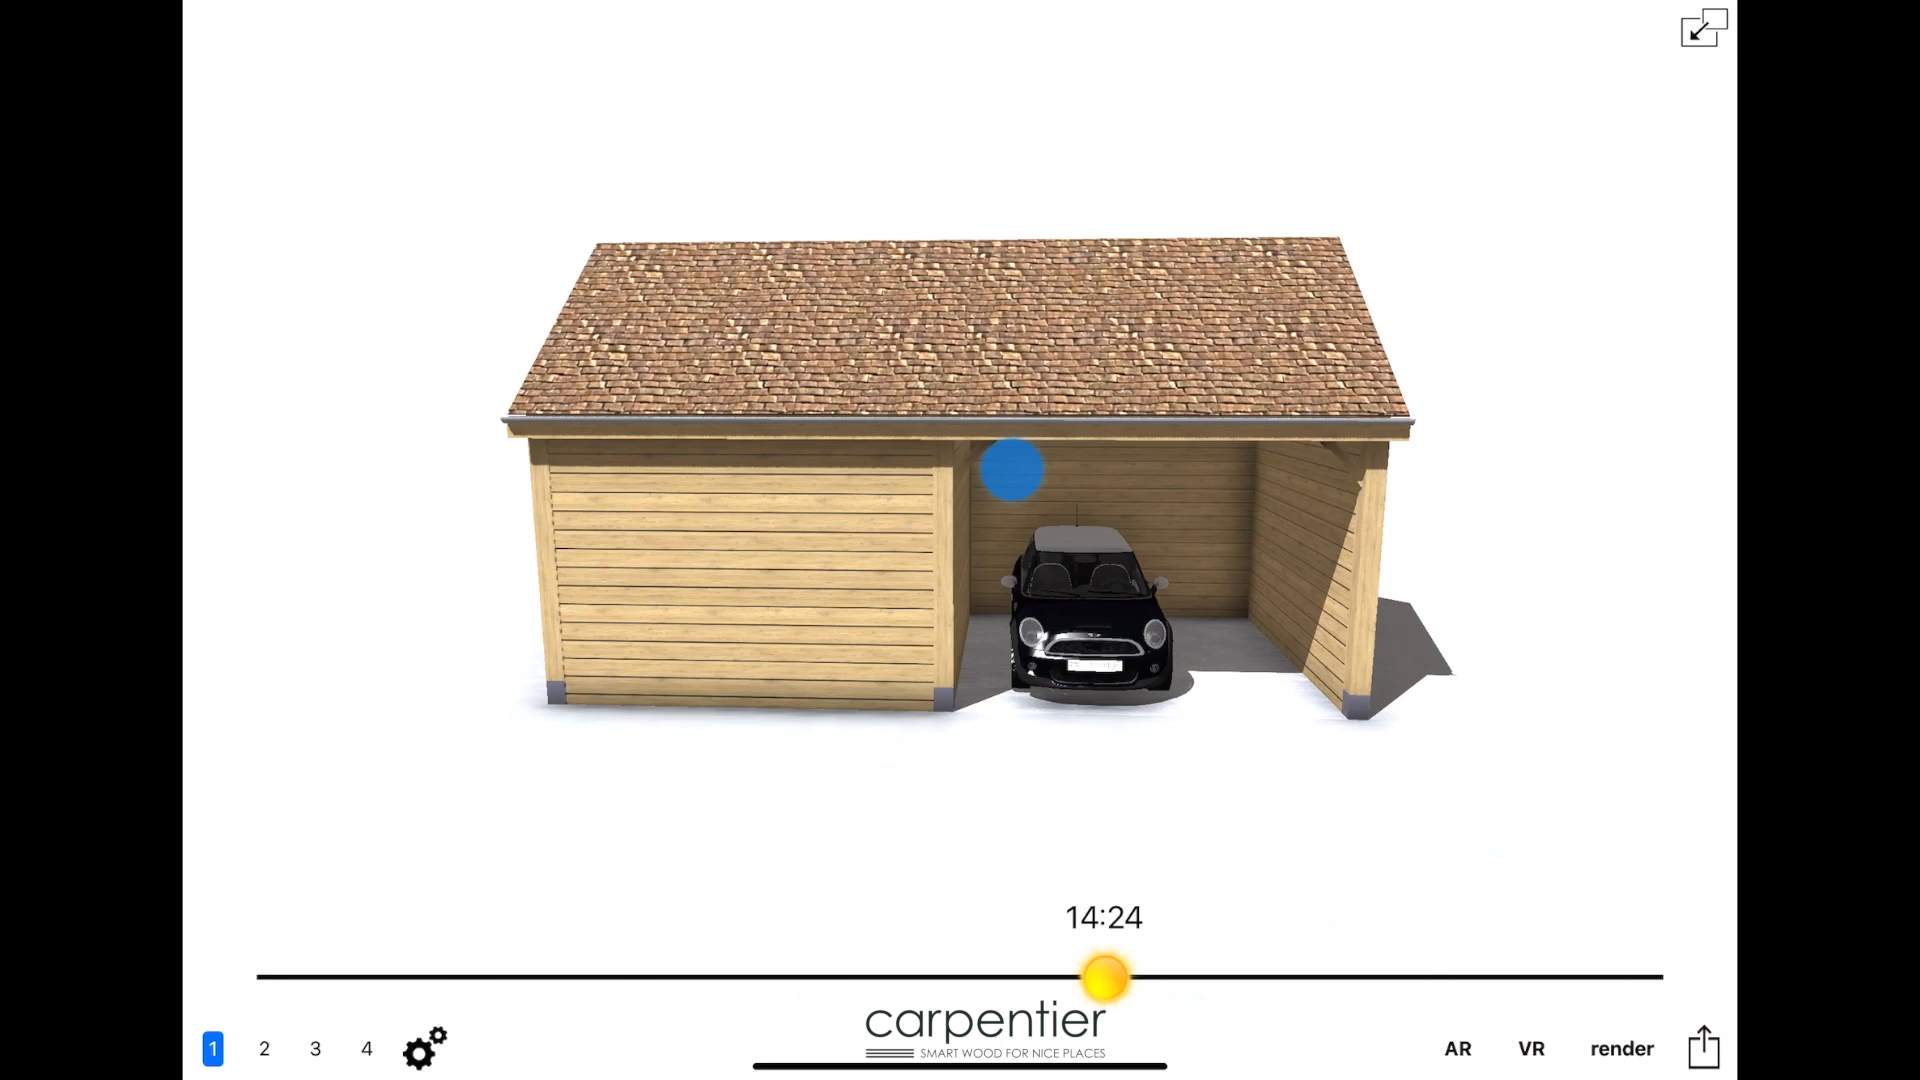 14:24
carpentier
SMART WOOD FOR NICE PLACES
1 2 3 4
AR VR render